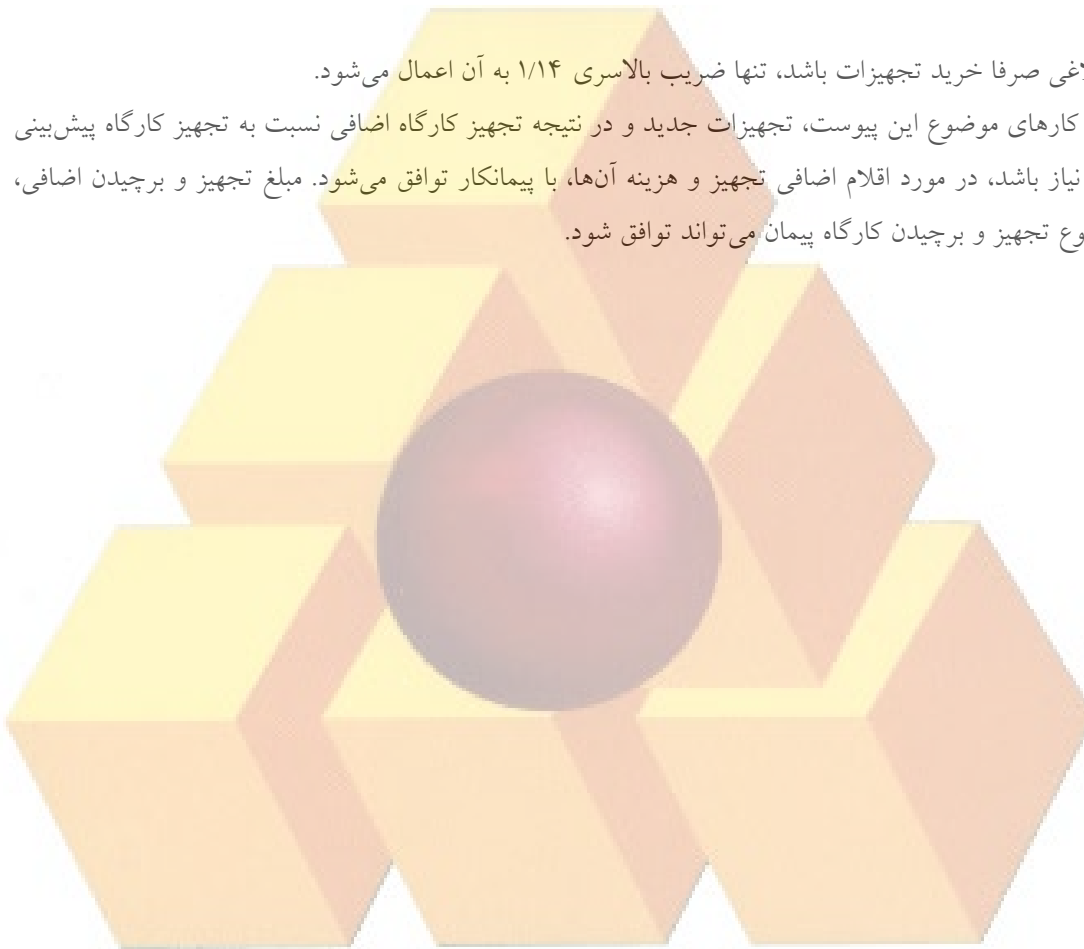 صرفا خرید تجهیزات باشد، تنها ضریب بالاسری ۱/۱۴ به آن اعمال می‌شود.
کارهای موضوع این پیوست، تجهیزات جدید و در نتیجه تجهیز کارگاه اضافی نسبت به تجهیز کارگاه پیش‌بینی
نیاز باشد، در مورد اقلام اضافی تجهیز و هزینه آن‌ها، با پیمانکار توافق می‌شود. مبلغ تجهیز و برچیدن اضافی،
تجهیز و برچیدن کارگاه پیمان می‌تواند توافق شود.